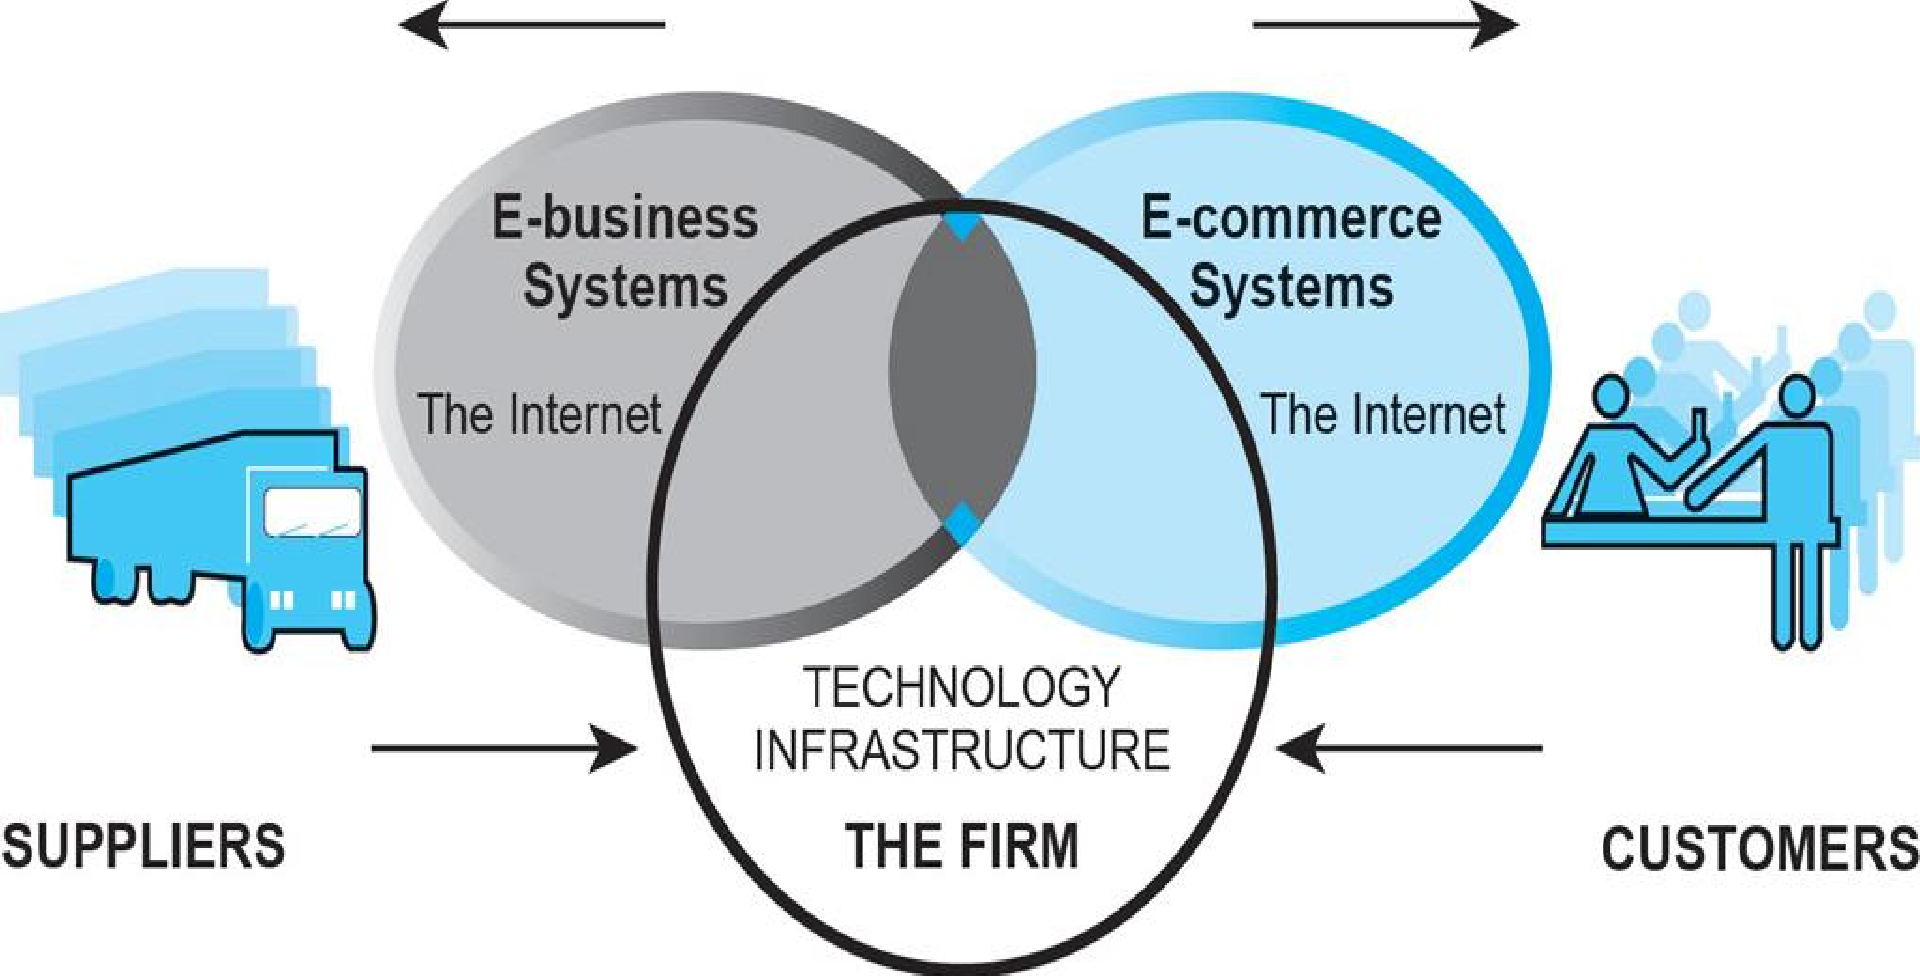 E-business
Systems
The Internet
E-commerce
Systems
The Internet
TECHNOLOGY
INFRASTRUCTURE
THE FIRM
SUPPLIERS
CUSTOMERS